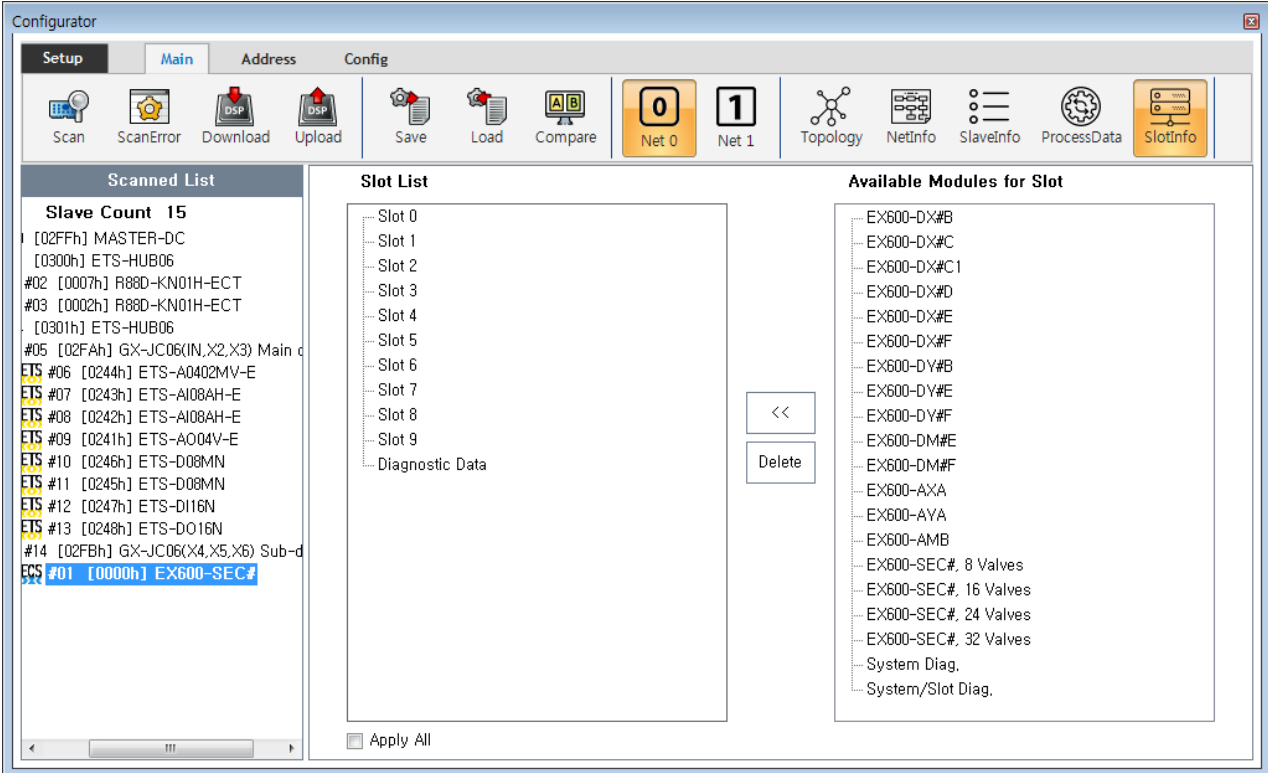 Configurator
Setup Main Address Config
0 1
DSP DSP A B
Scan ScanError Download Upload Save Load Compare Net 0 Net 1 Topology NetInfo SlaveInfo ProcessData SlotInfo
Scanned List
Slave Count 15
[02FFh] MASTER-DC
[0300h] ETS-HUB06
#02 [0007h] R88D-KN01H-ECT
#03 [0002h] R88D-KN01H-ECT
[0301h] ETS-HUB06
#05 [02FAh] GX-JC06(IN,X2,X3) Main
ETS #06 [0244h] ETS-A0402MV-E
ETS #07 [0243h] ETS-AI08AH-E
ETS #08 [0242h] ETS-AI08AH-E
ETS #09 [0241h] ETS-AO04V-E
ETS #10 [0246h] ETS-D08MN
ETS #11 [0245h] ETS-D08MN
ETS #12 [0247h] ETS-DI16N
ETS #13 [0248h] ETS-DO16N
#14 [02FBh] GX-JC06(X4,X5,X6) Sub-d
ECS #01 [0000h] EX600-SEC#
Slot List
Slot 0
Slot 1
Slot 2
Slot 3
Slot 4
Slot 5
Slot 6
Slot 7
Slot 8
Slot 9
Diagnostic Data
Apply All
<<
Delete
Available Modules for Slot
EX600-DX#B
EX600-DX#C
EX600-DX#C1
EX600-DX#D
EX600-DX#E
EX600-DX#F
EX600-DY#B
EX600-DY#E
EX600-DY#F
EX600-DM#E
EX600-DM#F
EX600-AXA
EX600-AYA
EX600-AMB
EX600-SEC#, 8 Valves
EX600-SEC#, 16 Valves
EX600-SEC#, 24 Valves
EX600-SEC#, 32 Valves
System Diag,
System/Slot Diag,